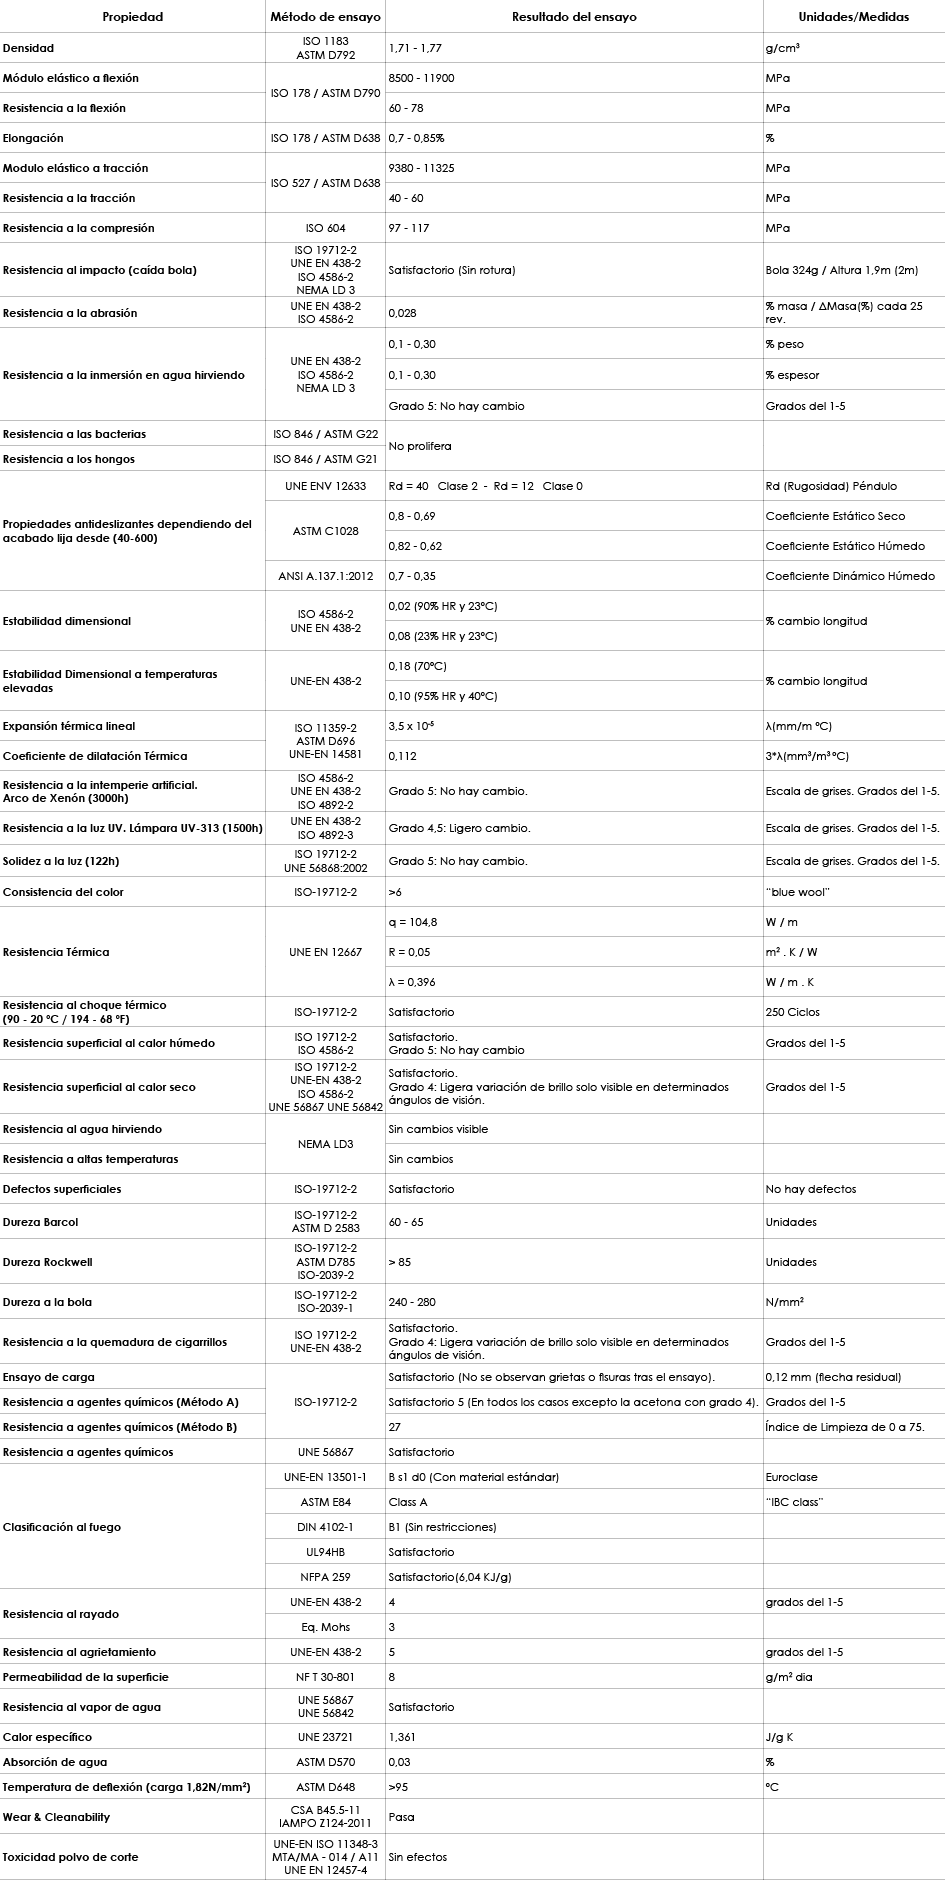 Propiedad Método de ensayo Resultado del ensayo Unidades/Medidas
Densidad ISO 1183 ASTM D792 1,71 - 1,77 g/cm³
Módulo elástico a flexión ISO 178 / ASTM D790 8500 - 11900 MPa
Resistencia a la flexión 60 - 78 MPa
Elongación ISO 178 / ASTM D638 0,7 - 0,85% %
Modulo elástico a tracción ISO 527 / ASTM D638 9380 - 11325 MPa
Resistencia a la tracción 40 - 60 MPa
Resistencia a la compresión ISO 604 97 - 117 MPa
Resistencia al impacto (caída bola)
ISO 19712-2
UNE EN 438-2
ISO 4586-2
NEMA LD 3
Satisfactorio (Sin rotura) Bola 324g / Altura 1,9m (2m)
Resistencia a la abrasión
UNE EN 438-2
ISO 4586-2
0,028
% masa / ΔMasa(%) cada 25
rev.
Resistencia a la inmersión en agua hirviendo
UNE EN 438-2
ISO 4586-2
NEMA LD 3
0,1 - 0,30 % peso
0,1 - 0,30 % espesor
Grado 5: No hay cambio Grados del 1-5
Resistencia a las bacterias ISO 846 / ASTM G22 No prolifera
Resistencia a los hongos ISO 846 / ASTM G21
Propiedades antideslizantes dependiendo del
acabado lija desde (40-600)
UNE ENV 12633 Rd = 40 Clase 2 - Rd = 12 Clase 0 Rd (Rugosidad) Péndulo
ASTM C1028 0,8 - 0,69 Coeficiente Estático Seco
0,82 - 0,62 Coeficiente Estático Húmedo
ANSI A.137.1:2012 0,7 - 0,35 Coeficiente Dinámico Húmedo
Estabilidad dimensional
ISO 4586-2
UNE EN 438-2
0,02 (90% HR y 23ºC)
0,08 (23% HR y 23ºC)
% cambio longitud
Estabilidad Dimensional a temperaturas
elevadas
UNE-EN 438-2
0,18 (70ºC)
0,10 (95% HR y 40ºC)
% cambio longitud
Expansión térmica lineal
ISO 11359-2
ASTM D696
UNE-EN 14581
3,5 x 10⁻⁵ λ(mm/m ºC)
Coeficiente de dilatación Térmica 0,112 3*λ(mm³/m³ ºC)
Resistencia a la intemperie artificial.
Arco de Xenón (3000h)
ISO 4586-2
UNE EN 438-2
ISO 4892-2
Grado 5: No hay cambio. Escala de grises. Grados del 1-5.
Resistencia a la luz UV. Lámpara UV-313 (1500h)
UNE EN 438-2
ISO 4892-3
Grado 4,5: Ligero cambio. Escala de grises. Grados del 1-5.
Solidez a la luz (122h)
ISO 19712-2
UNE 56868:2002
Grado 5: No hay cambio. Escala de grises. Grados del 1-5.
Consistencia del color ISO-19712-2 >6 “blue wool”
Resistencia Térmica UNE EN 12667
q = 104,8 W / m
R = 0,05 m² . K / W
λ = 0,396 W / m . K
Resistencia al choque térmico
(90 - 20 ºC / 194 - 68 ºF)
ISO-19712-2 Satisfactorio 250 Ciclos
Resistencia superficial al calor húmedo
ISO 19712-2
ISO 4586-2
Satisfactorio.
Grado 5: No hay cambio
Grados del 1-5
Resistencia superficial al calor seco
ISO 19712-2
UNE-EN 438-2
ISO 4586-2
UNE 56867 UNE 56842
Satisfactorio.
Grado 4: Ligera variación de brillo solo visible en determinados
ángulos de visión.
Grados del 1-5
Resistencia al agua hirviendo NEMA LD3 Sin cambios visible
Resistencia a altas temperaturas Sin cambios
Defectos superficiales ISO-19712-2 Satisfactorio No hay defectos
Dureza Barcol
ISO-19712-2
ASTM D 2583
60 - 65 Unidades
Dureza Rockwell
ISO-19712-2
ASTM D785
ISO-2039-2
> 85 Unidades
Dureza a la bola
ISO-19712-2
ISO-2039-1
240 - 280 N/mm²
Resistencia a la quemadura de cigarrillos
ISO 19712-2
UNE-EN 438-2
Satisfactorio.
Grado 4: Ligera variación de brillo solo visible en determinados
ángulos de visión.
Grados del 1-5
Ensayo de carga ISO-19712-2 Satisfactorio (No se observan grietas o fisuras tras el ensayo). 0,12 mm (flecha residual)
Resistencia a agentes químicos (Método A) Satisfactorio 5 (En todos los casos excepto la acetona con grado 4). Grados del 1-5
Resistencia a agentes químicos (Método B) 27 Índice de Limpieza de 0 a 75.
Resistencia a agentes químicos UNE 56867 Satisfactorio
Clasificación al fuego
UNE-EN 13501-1 B s1 d0 (Con material estándar) Euroclase
ASTM E84 Class A “IBC class”
DIN 4102-1 B1 (Sin restricciones)
UL94HB Satisfactorio
NFPA 259 Satisfactorio(6,04 KJ/g)
Resistencia al rayado
UNE-EN 438-2 4 grados del 1-5
Eq. Mohs 3
Resistencia al agrietamiento UNE-EN 438-2 5 grados del 1-5
Permeabilidad de la superficie NF T 30-801 8 g/m² dia
Resistencia al vapor de agua
UNE 56867
UNE 56842
Satisfactorio
Calor específico UNE 23721 1,361 J/g K
Absorción de agua ASTM D570 0,03 %
Temperatura de deflexión (carga 1,82N/mm²) ASTM D648 >95 ºC
Wear & Cleanability
CSA B45.5-11
IAMPO Z124-2011
Pasa
Toxicidad polvo de corte
UNE-EN ISO 11348-3
MTA/MA - 014 / A11
UNE EN 12457-4
Sin efectos